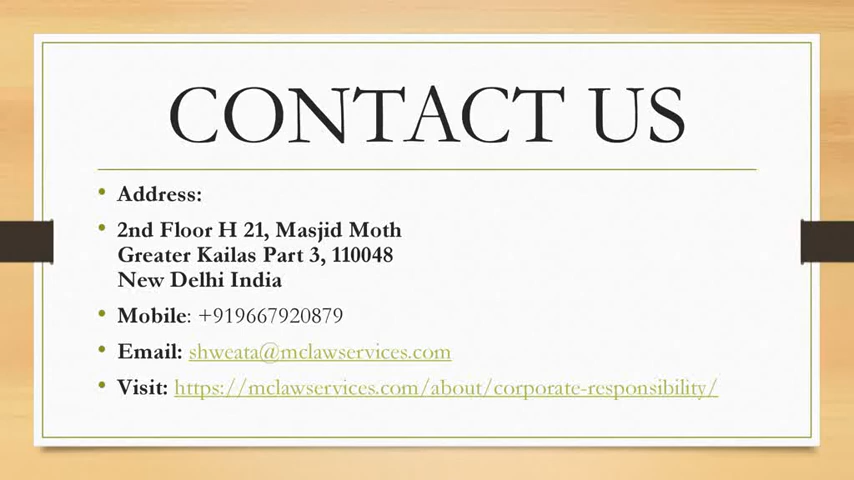 CONTACT US
• Address:
• 2nd Floor H 21, Masjid Moth
Greater Kailas Part 3, 110048
New Delhi India
• Mobile: +919667920879
• Email: shweata@mclawservices.com
• Visit: https://mclawservices.com/about/corporate-responsibility/